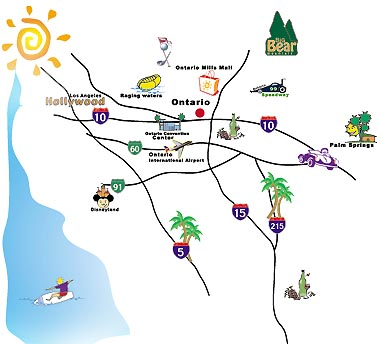 Big
Bear
Ontario Mills Mall
Los Angeles
Hollywood
Raging waters
Ontario
Speedway
10
10
Ontario Convention
Center
60
Ontario
International Airport
Palm Springs
91
Disneyland
15
215
5